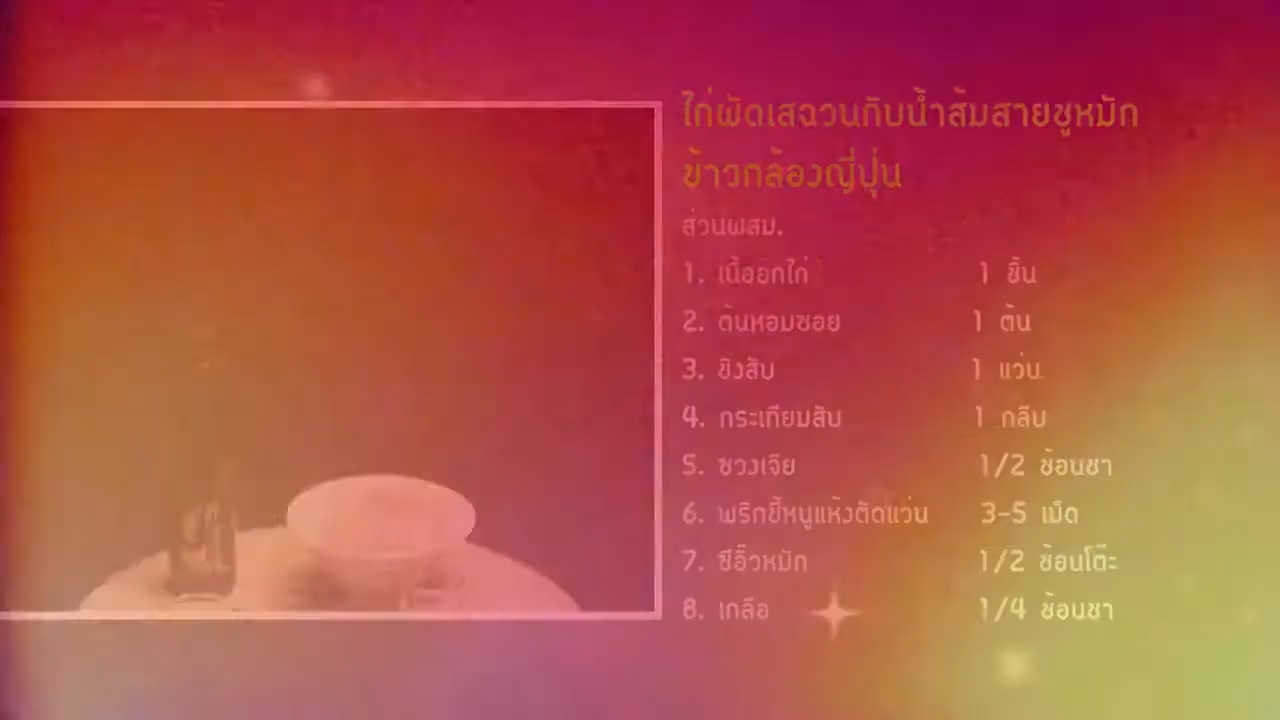 ไก่ผัดเสฉวนกับน้ำส้มสายชูหมัก
ข้าวกล้องญี่ปุ่น
ส่วนผสม.
1. เนื้ออกไก่ 1 ชิ้น
2. ต้นหอมซอย 1 ต้น
3. ขิงสับ 1 แว่น
4. กระเทียมสับ 1 กลีบ
5. ชวงเจีย 1/2 ช้อนชา
6. พริกขี้หนูแห้งตัดแว่น 3-5 เม็ด
7. ซีอิ๊วหมัก 1/2 ช้อนโต๊ะ
8. เกลือ 1/4 ช้อนชา